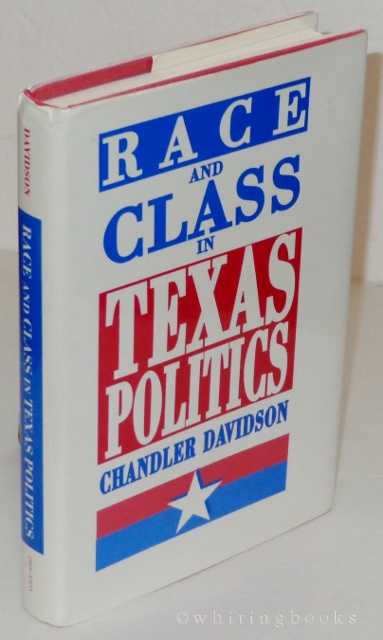 RACE
AND
CLASS
IN
TEXAS
POLITICS
CHANDLER DAVIDSON
DAVIDSON
RACE AND CLASS IN TEXAS POLITICS
©whitingbooks